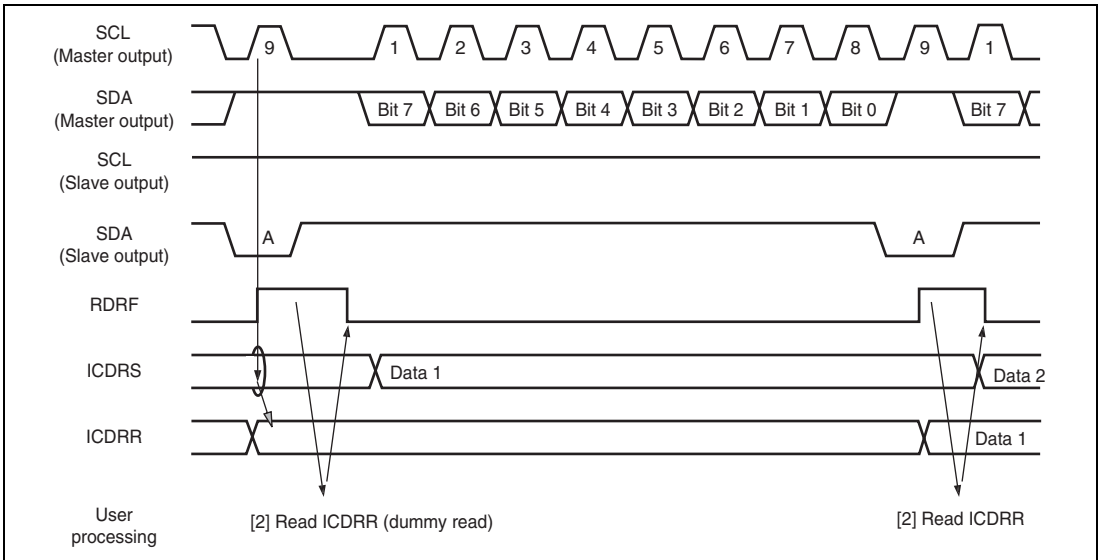 SCL
(Master output)
9
1
2
3
4
5
6
7
8
9
1
SDA
(Master output)
Bit 7
Bit 6
Bit 5
Bit 4
Bit 3
Bit 2
Bit 1
Bit 0
Bit 7
SCL
(Slave output)
SDA
(Slave output)
A
A
RDRF
ICDRS
Data 1
Data 2
ICDRR
Data 1
User
processing
[2] Read ICDRR (dummy read)
[2] Read ICDRR